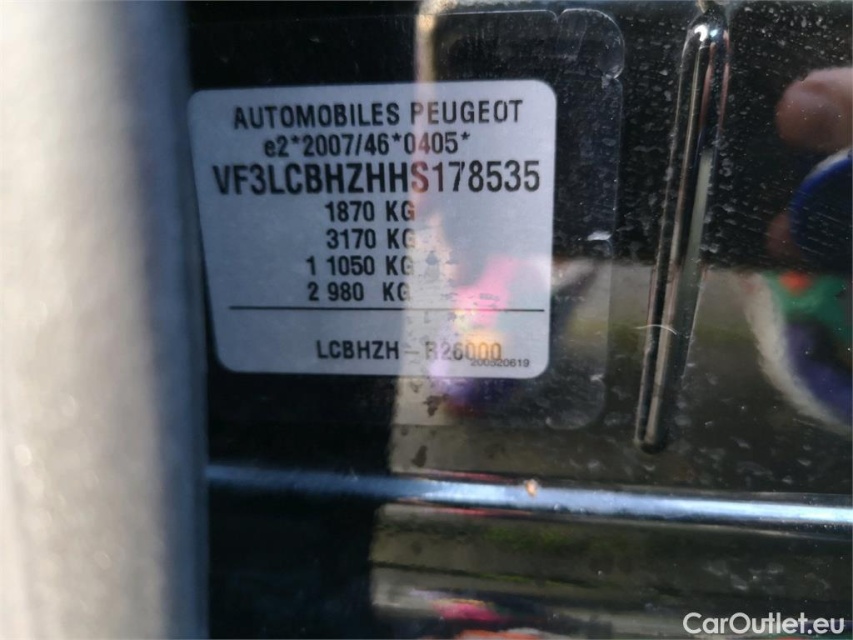 AUTOMOBILES PEUGEOT
e2*2007/46*0405*
VF3LCBHZHHS178535
1870 KG
3170 KG
1 1050 KG
2 980 KG
LCBHZH - R26000
200520619
CarOutlet.eu